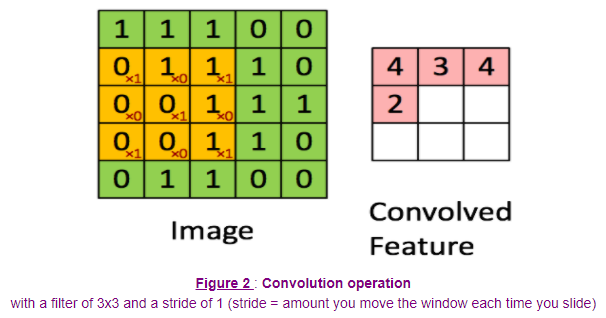 1 1 1 0 0
0×1 1×0 1×1 1 0 4 3 4
0×0 0×1 1×0 1 1 2
0×1 0×0 1×1 1 0
0 1 1 0 0
Image
Convolved
Feature
Figure 2 : Convolution operation
with a filter of 3x3 and a stride of 1 (stride = amount you move the window each time you slide)